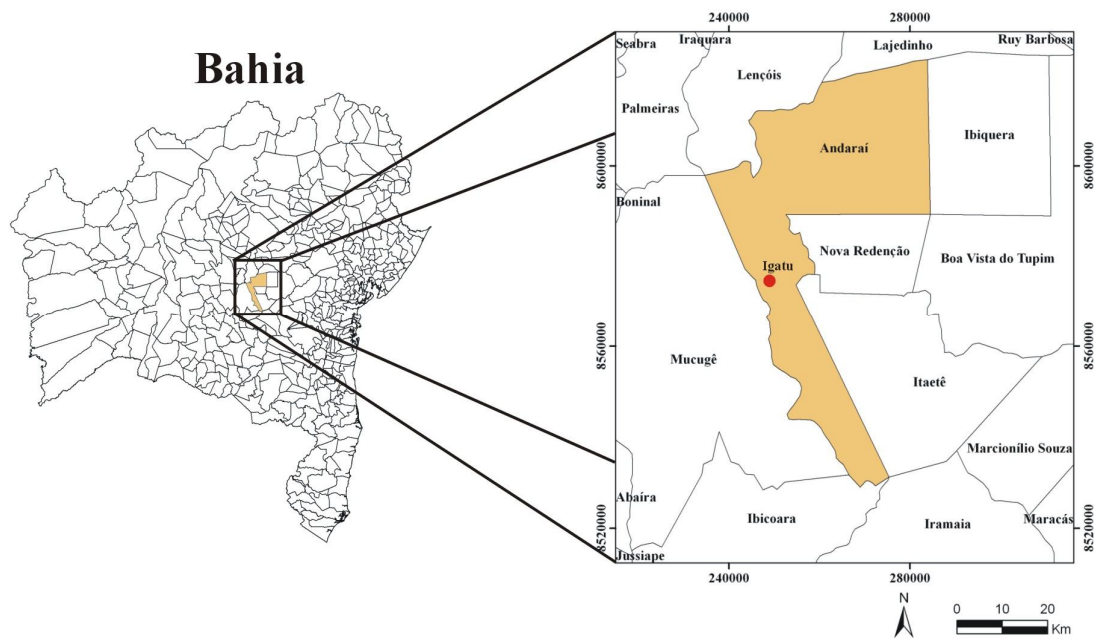 Bahia
240000
280000
Seabra
Iraquara
Lajedinho
Ruy Barbosa
Lençóis
Palmeiras
Ibiquera
Andaraí
8600000
8600000
Boninal
Nova Redenção
Boa Vista do Tupim
Igatu
8560000
8560000
Mucugê
Itaetê
Marcionílio Souza
Abaíra
Ibicoara
Iramaia
Maracás
8520000
8520000
Jussiape
240000
280000
N
0 10 20
Km